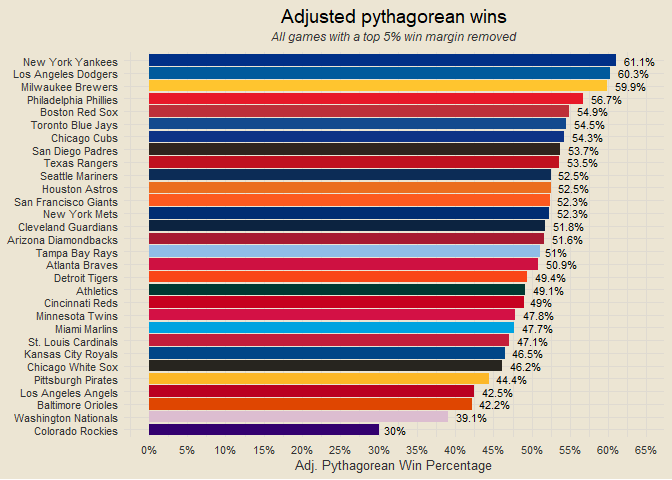 Adjusted pythagorean wins
All games with a top 5% win margin removed
New York Yankees 61.1%
Los Angeles Dodgers 60.3%
Milwaukee Brewers 59.9%
Philadelphia Phillies 56.7%
Boston Red Sox 54.9%
Toronto Blue Jays 54.5%
Chicago Cubs 54.3%
San Diego Padres 53.7%
Texas Rangers 53.5%
Seattle Mariners 52.5%
Houston Astros 52.5%
San Francisco Giants 52.3%
New York Mets 52.3%
Cleveland Guardians 51.8%
Arizona Diamondbacks 51.6%
Tampa Bay Rays 51%
Atlanta Braves 50.9%
Detroit Tigers 49.4%
Athletics 49.1%
Cincinnati Reds 49%
Minnesota Twins 47.8%
Miami Marlins 47.7%
St. Louis Cardinals 47.1%
Kansas City Royals 46.5%
Chicago White Sox 46.2%
Pittsburgh Pirates 44.4%
Los Angeles Angels 42.5%
Baltimore Orioles 42.2%
Washington Nationals 39.1%
Colorado Rockies 30%
0% 5% 10% 15% 20% 25% 30% 35% 40% 45% 50% 55% 60% 65%
Adj. Pythagorean Win Percentage